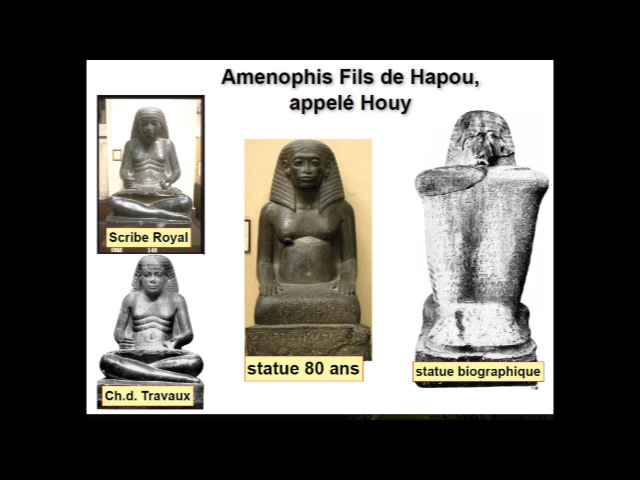 Amenophis Fils de Hapou,
appelé Houy
Scribe Royal
Ch.d. Travaux
statue 80 ans
statue biographique